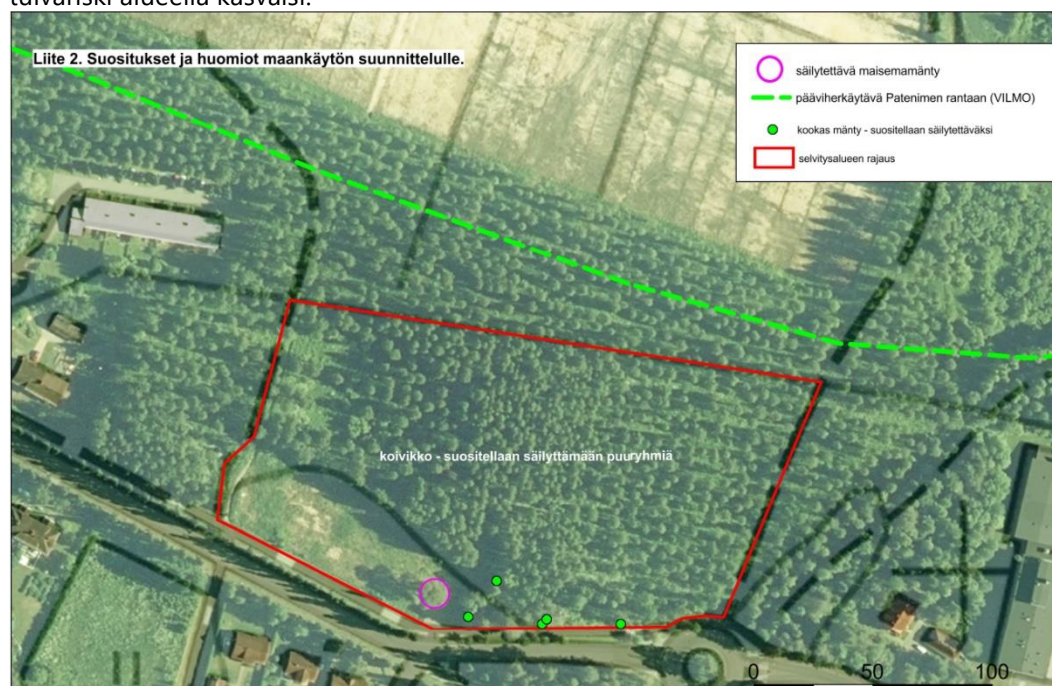 Liite 2. Suositukset ja huomiot maankäytön suunnittelulle.
säilytettävä maisemamänty
pääviherkäytävä Patenimen rantaan (VILMO)
kookas mänty - suositellaan säilytettäväksi
selvitysalueen rajaus
koivikko - suositellaan säilyttämään puuryhmiä
0 50 100